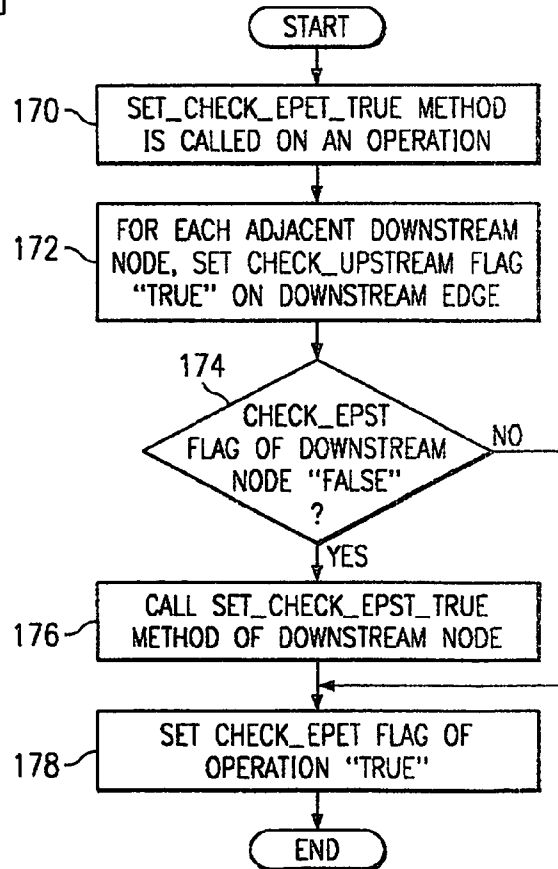 START
170
SET_CHECK_EPET_TRUE METHOD
IS CALLED ON AN OPERATION
172
FOR EACH ADJACENT DOWNSTREAM
NODE, SET CHECK_UPSTREAM FLAG
"TRUE" ON DOWNSTREAM EDGE
174
CHECK_EPST
FLAG OF DOWNSTREAM
NODE "FALSE"
?
NO
YES
176
CALL SET_CHECK_EPST_TRUE
METHOD OF DOWNSTREAM NODE
178
SET CHECK_EPET FLAG OF
OPERATION "TRUE"
END